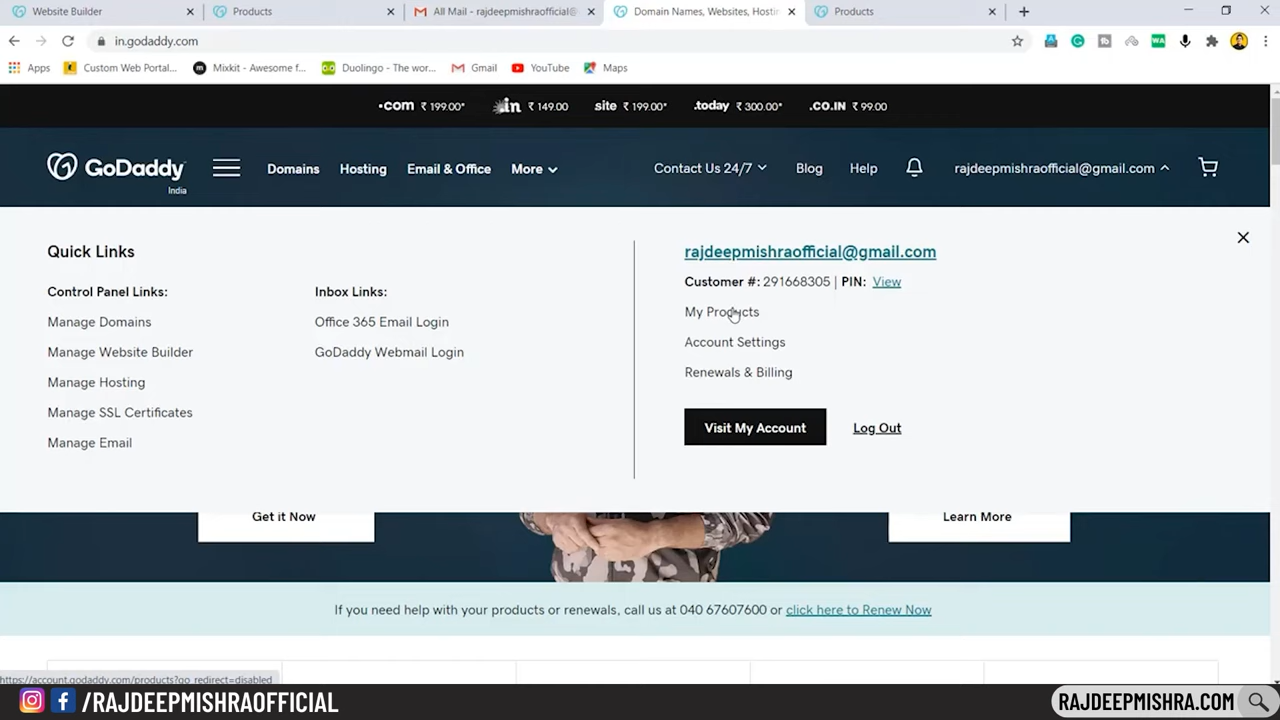 Website Builder
Products
All Mail - rajdeepmishraofficial@
Domain Names, Websites, Hostin
Products
in.godaddy.com
Apps
Custom Web Portal...
Mixkit - Awesome f...
Duolingo - The wor...
Gmail
YouTube
Maps
.com ₹ 199.00*
.in ₹ 149.00
site ₹ 199.00*
.today ₹ 300.00*
.CO.IN ₹ 99.00
GoDaddy
India
Domains
Hosting
Email & Office
More
Contact Us 24/7
Blog
Help
rajdeepmishraofficial@gmail.com
Quick Links
Control Panel Links:
Manage Domains
Manage Website Builder
Manage Hosting
Manage SSL Certificates
Manage Email
Inbox Links:
Office 365 Email Login
GoDaddy Webmail Login
rajdeepmishraofficial@gmail.com
Customer #: 291668305 | PIN: View
My Products
Account Settings
Renewals & Billing
Visit My Account
Log Out
Get it Now
Learn More
If you need help with your products or renewals, call us at 040 67607600 or click here to Renew Now
https://account.godaddy.com/products?go_redirect=disabled
/RAJDEEPMISHRAOFFICIAL
RAJDEEPMISHRA.COM